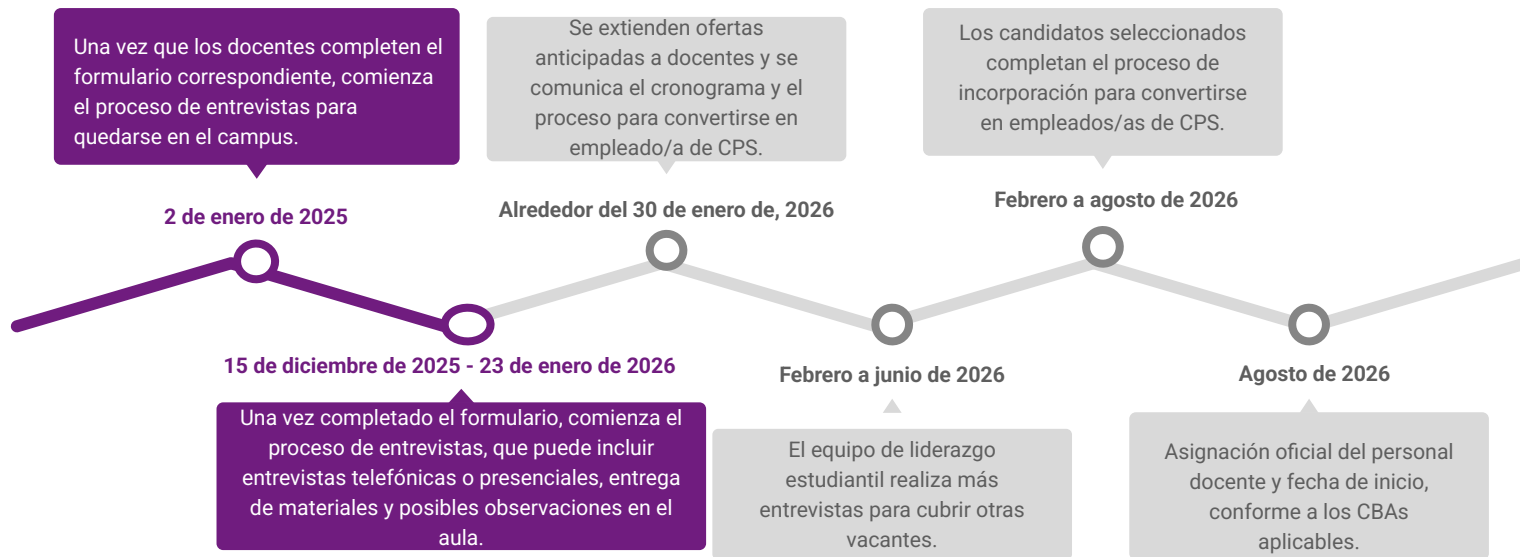 Una vez que los docentes completen el
formulario correspondiente, comienza
el proceso de entrevistas para
quedarse en el campus.
2 de enero de 2025
15 de diciembre de 2025 - 23 de enero de 2026
Una vez completado el formulario, comienza el
proceso de entrevistas, que puede incluir
entrevistas telefónicas o presenciales, entrega
de materiales y posibles observaciones en el
aula.
Se extienden ofertas
anticipadas a docentes y se
comunica el cronograma y el
proceso para convertirse en
empleado/a de CPS.
Alrededor del 30 de enero de, 2026
Febrero a junio de 2026
El equipo de liderazgo
estudiantil realiza más
entrevistas para cubrir otras
vacantes.
Los candidatos seleccionados
completan el proceso de
incorporación para convertirse
en empleados/as de CPS.
Febrero a agosto de 2026
Agosto de 2026
Asignación oficial del personal
docente y fecha de inicio,
conforme a los CBAs
aplicables.